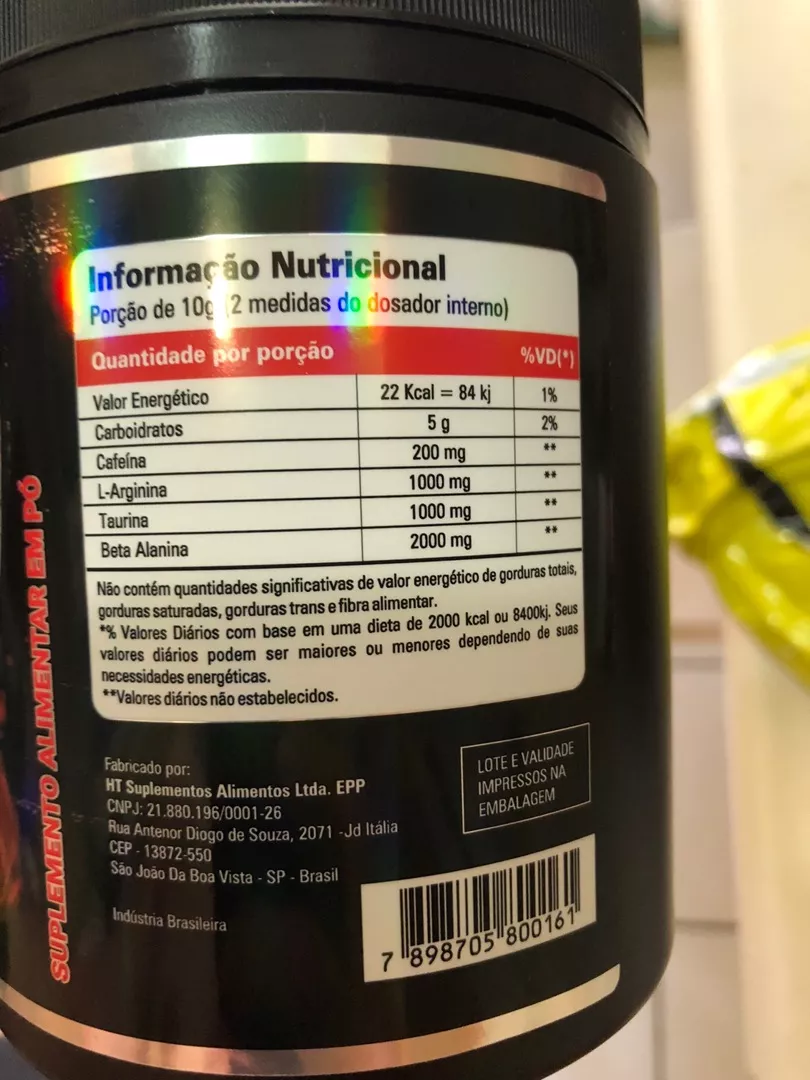 Informação Nutricional
Porção de 10g (2 medidas do dosador interno)
Quantidade por porção %VD(*)
Valor Energético 22 Kcal = 84 kj 1%
Carboidratos 5 g 2%
Cafeína 200 mg **
L-Arginina 1000 mg **
Taurina 1000 mg **
Beta Alanina 2000 mg **
Não contém quantidades significativas de valor energético de gorduras totais,
gorduras saturadas, gorduras trans e fibra alimentar.
*% Valores Diários com base em uma dieta de 2000 kcal ou 8400kj. Seus
valores diários podem ser maiores ou menores dependendo de suas
necessidades energéticas.
**Valores diários não estabelecidos.
SUPLEMENTO ALIMENTAR EM PÓ
Fabricado por:
HT Suplementos Alimentos Ltda. EPP
CNPJ: 21.880.196/0001-26
Rua Antenor Diogo de Souza, 2071 -Jd Itália
CEP - 13872-550
São João Da Boa Vista - SP - Brasil
Indústria Brasileira
LOTE E VALIDADE
IMPRESSOS NA
EMBALAGEM
7 898705 800161